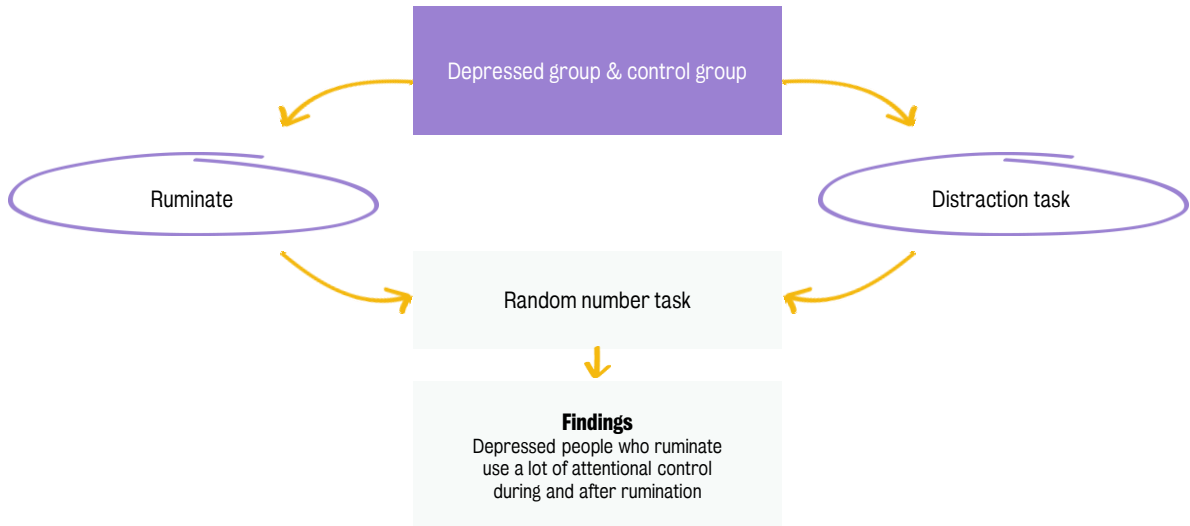 Depressed group & control group
Ruminate
Distraction task
Random number task
Findings
Depressed people who ruminate
use a lot of attentional control
during and after rumination